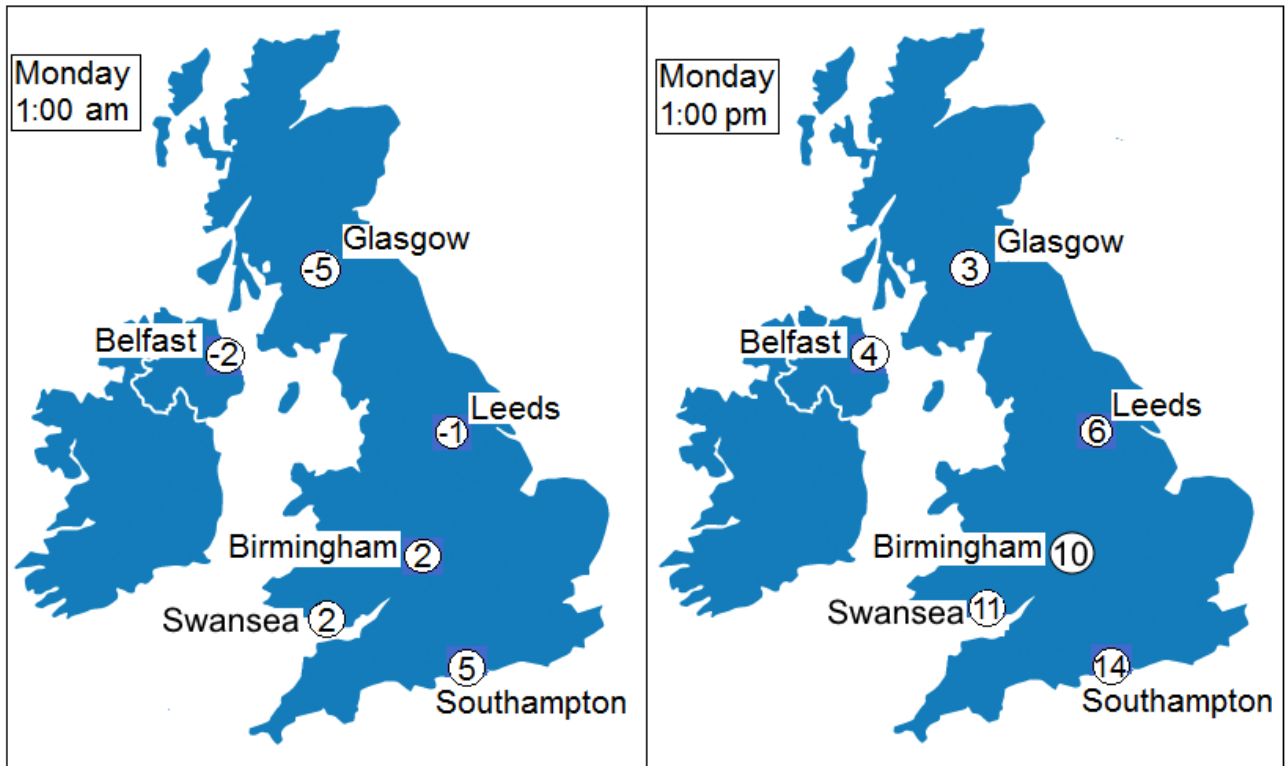 Monday
1:00 am
Glasgow
-5
Belfast
-2
Leeds
-1
Birmingham
2
Swansea
2
5
Southampton
Monday
1:00 pm
Glasgow
3
Belfast
4
Leeds
6
Birmingham
10
Swansea
11
14
Southampton